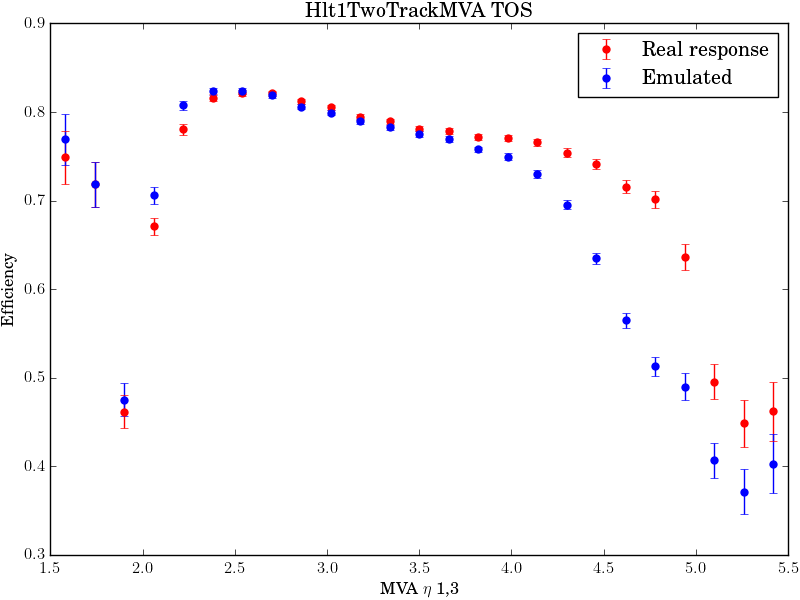 Hlt1TwoTrackMVA TOS
Real response
Emulated
Efficiency
0.9
0.8
0.7
0.6
0.5
0.4
0.3
1.5 2.0 2.5 3.0 3.5 4.0 4.5 5.0 5.5
MVA η 1,3